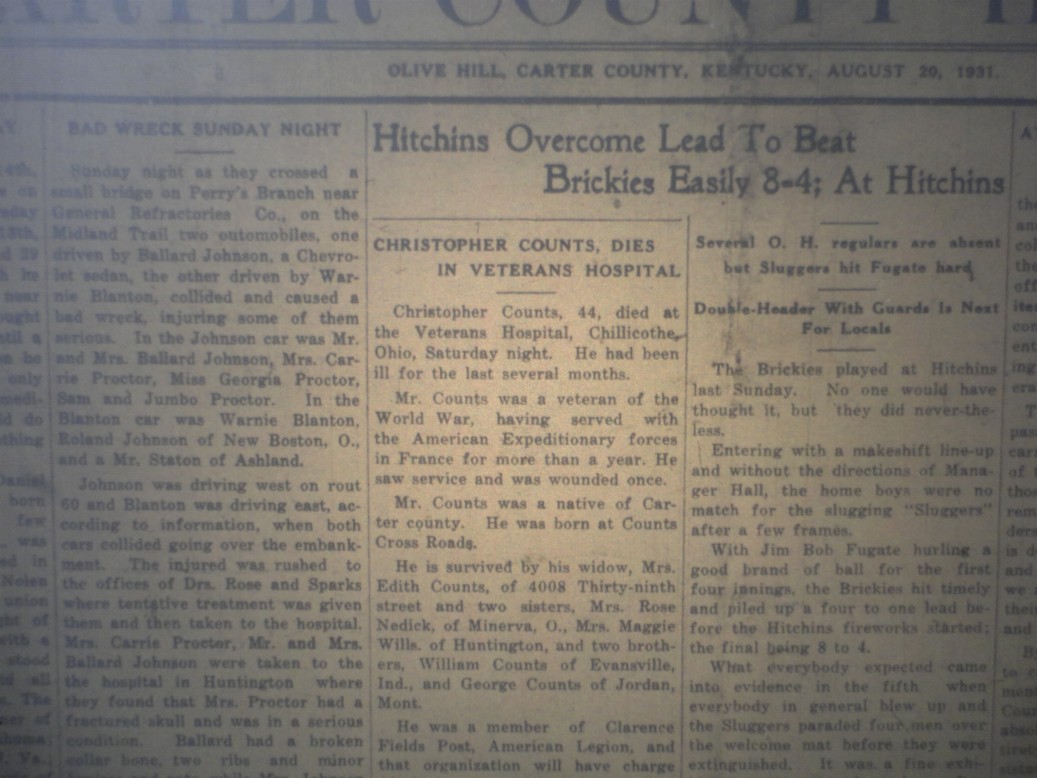 CARTER COUNTY
OLIVE HILL, CARTER COUNTY, KENTUCKY, AUGUST 20, 1931.
BAD WRECK SUNDAY NIGHT
Sunday night as they crossed a
small bridge on Perry's Branch near
General Refractories Co., on the
Midland Trail two outomobiles, one
driven by Ballard Johnson, a Chevro-
let sedan, the other driven by War-
nie Blanton, collided and caused a
bad wreck, injuring some of them
serious. In the Johnson car was Mr.
and Mrs. Ballard Johnson, Mrs. Car-
rie Proctor, Miss Georgia Proctor,
Sam and Jumbo Proctor. In the
Blanton car was Warnie Blanton,
Roland Johnson of New Boston, O.,
and a Mr. Staton of Ashland.
Johnson was driving west on rout
60 and Blanton was driving east, ac-
cording to information, when both
cars collided going over the embank-
ment. The injured was rushed to
the offices of Drs. Rose and Sparks
where tentative treatment was given
them and then taken to the hospital.
Mrs. Carrie Proctor, Mr. and Mrs.
Ballard Johnson were taken to the
the hospital in Huntington where
they found that Mrs. Proctor had a
fractured skull and was in a serious
condition. Ballard had a broken
collar bone, two ribs and minor
Hitchins Overcome Lead To Beat
Brickies Easily 8-4; At Hitchins
CHRISTOPHER COUNTS, DIES
IN VETERANS HOSPITAL
Christopher Counts, 44, died at
the Veterans Hospital, Chillicothe,
Ohio, Saturday night. He had been
ill for the last several months.
Mr. Counts was a veteran of the
World War, having served with
the American Expeditionary forces
in France for more than a year. He
saw service and was wounded once.
Mr. Counts was a native of Car-
ter county. He was born at Counts
Cross Roads.
He is survived by his widow, Mrs.
Edith Counts, of 4008 Thirty-ninth
street and two sisters, Mrs. Rose
Nedick, of Minerva, O., Mrs. Maggie
Wills. of Huntington, and two broth-
ers, William Counts of Evansville,
Ind., and George Counts of Jordan,
Mont.
He was a member of Clarence
Fields Post, American Legion, and
that organization will have charge
Several O. H. regulars are absent
but Sluggers hit Fugate hard
Double-Header With Guards Is Next
For Locals
The Brickies played at Hitchins
last Sunday. No one would have
thought it, but they did never-the-
less.
Entering with a makeshift line-up
and without the directions of Mana-
ger Hall, the home boys were no
match for the slugging "Sluggers"
after a few frames.
With Jim Bob Fugate hurling a
good brand of ball for the first
four innings, the Brickies hit timely
and piled up a four to one lead be-
fore the Hitchins fireworks started;
the final being 8 to 4.
What everybody expected came
into evidence in the fifth when
everybody in general blew up and
the Sluggers paraded four men over
the welcome mat before they were
extinguished. It was a fine exhi-